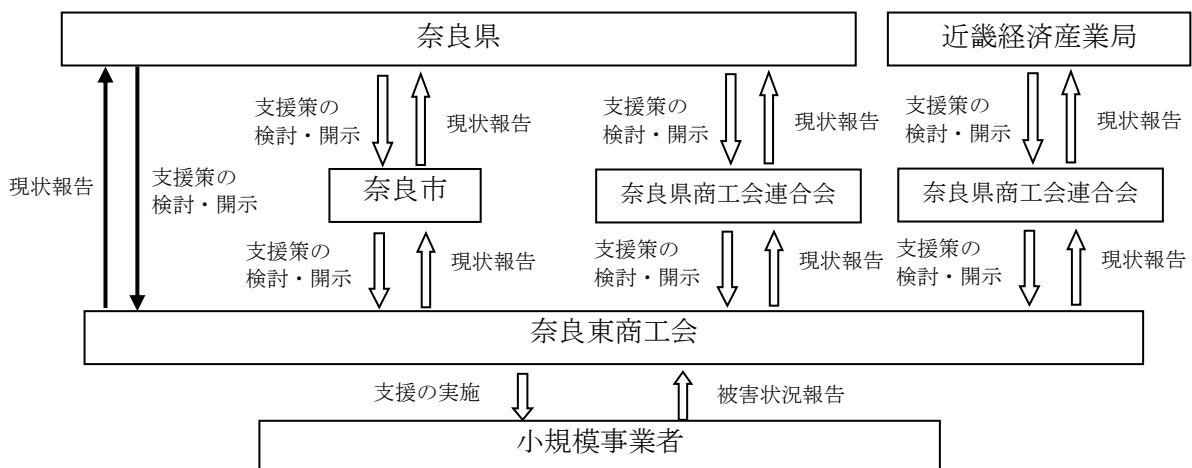 奈良県
近畿経済産業局
支援策の
検討・開示
現状報告
支援策の
検討・開示
現状報告
支援策の
検討・開示
現状報告
現状報告
支援策の
検討・開示
奈良市
奈良県商工会連合会
奈良県商工会連合会
支援策の
検討・開示
現状報告
支援策の
検討・開示
現状報告
支援策の
検討・開示
現状報告
奈良東商工会
支援の実施
被害状況報告
小規模事業者